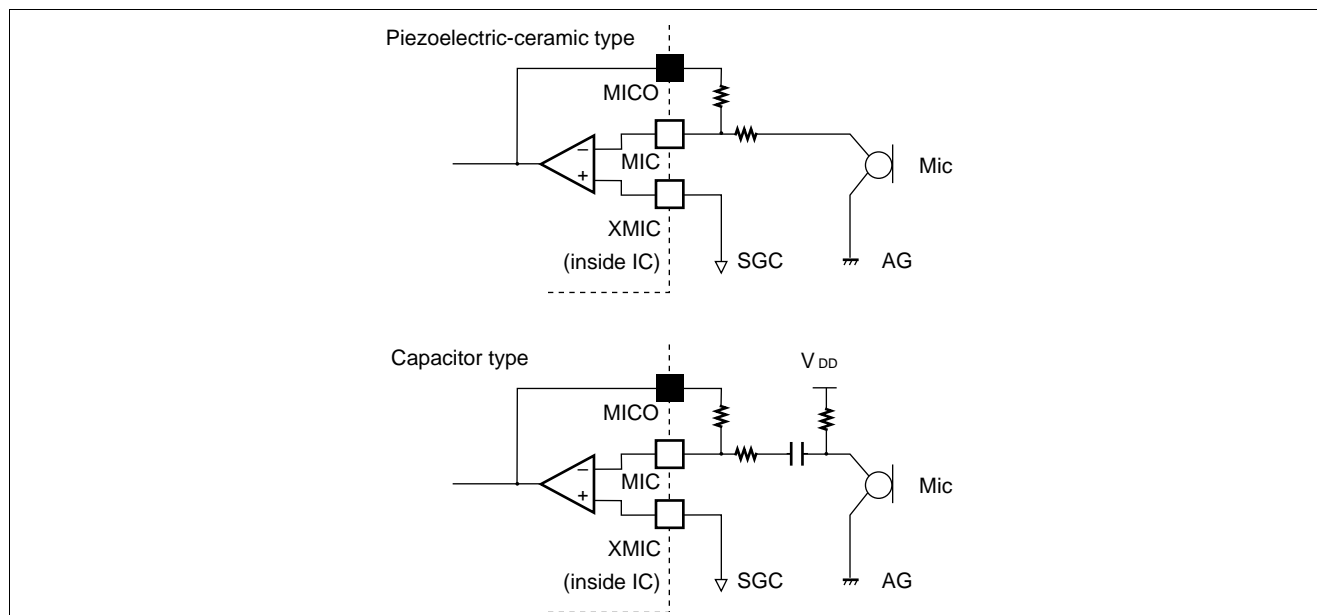 Piezoelectric-ceramic type
MICO
−
MIC
Mic
+
XMIC
(inside IC)
SGC
AG
VDD
Capacitor type
MICO
−
MIC
Mic
+
XMIC
(inside IC)
SGC
AG